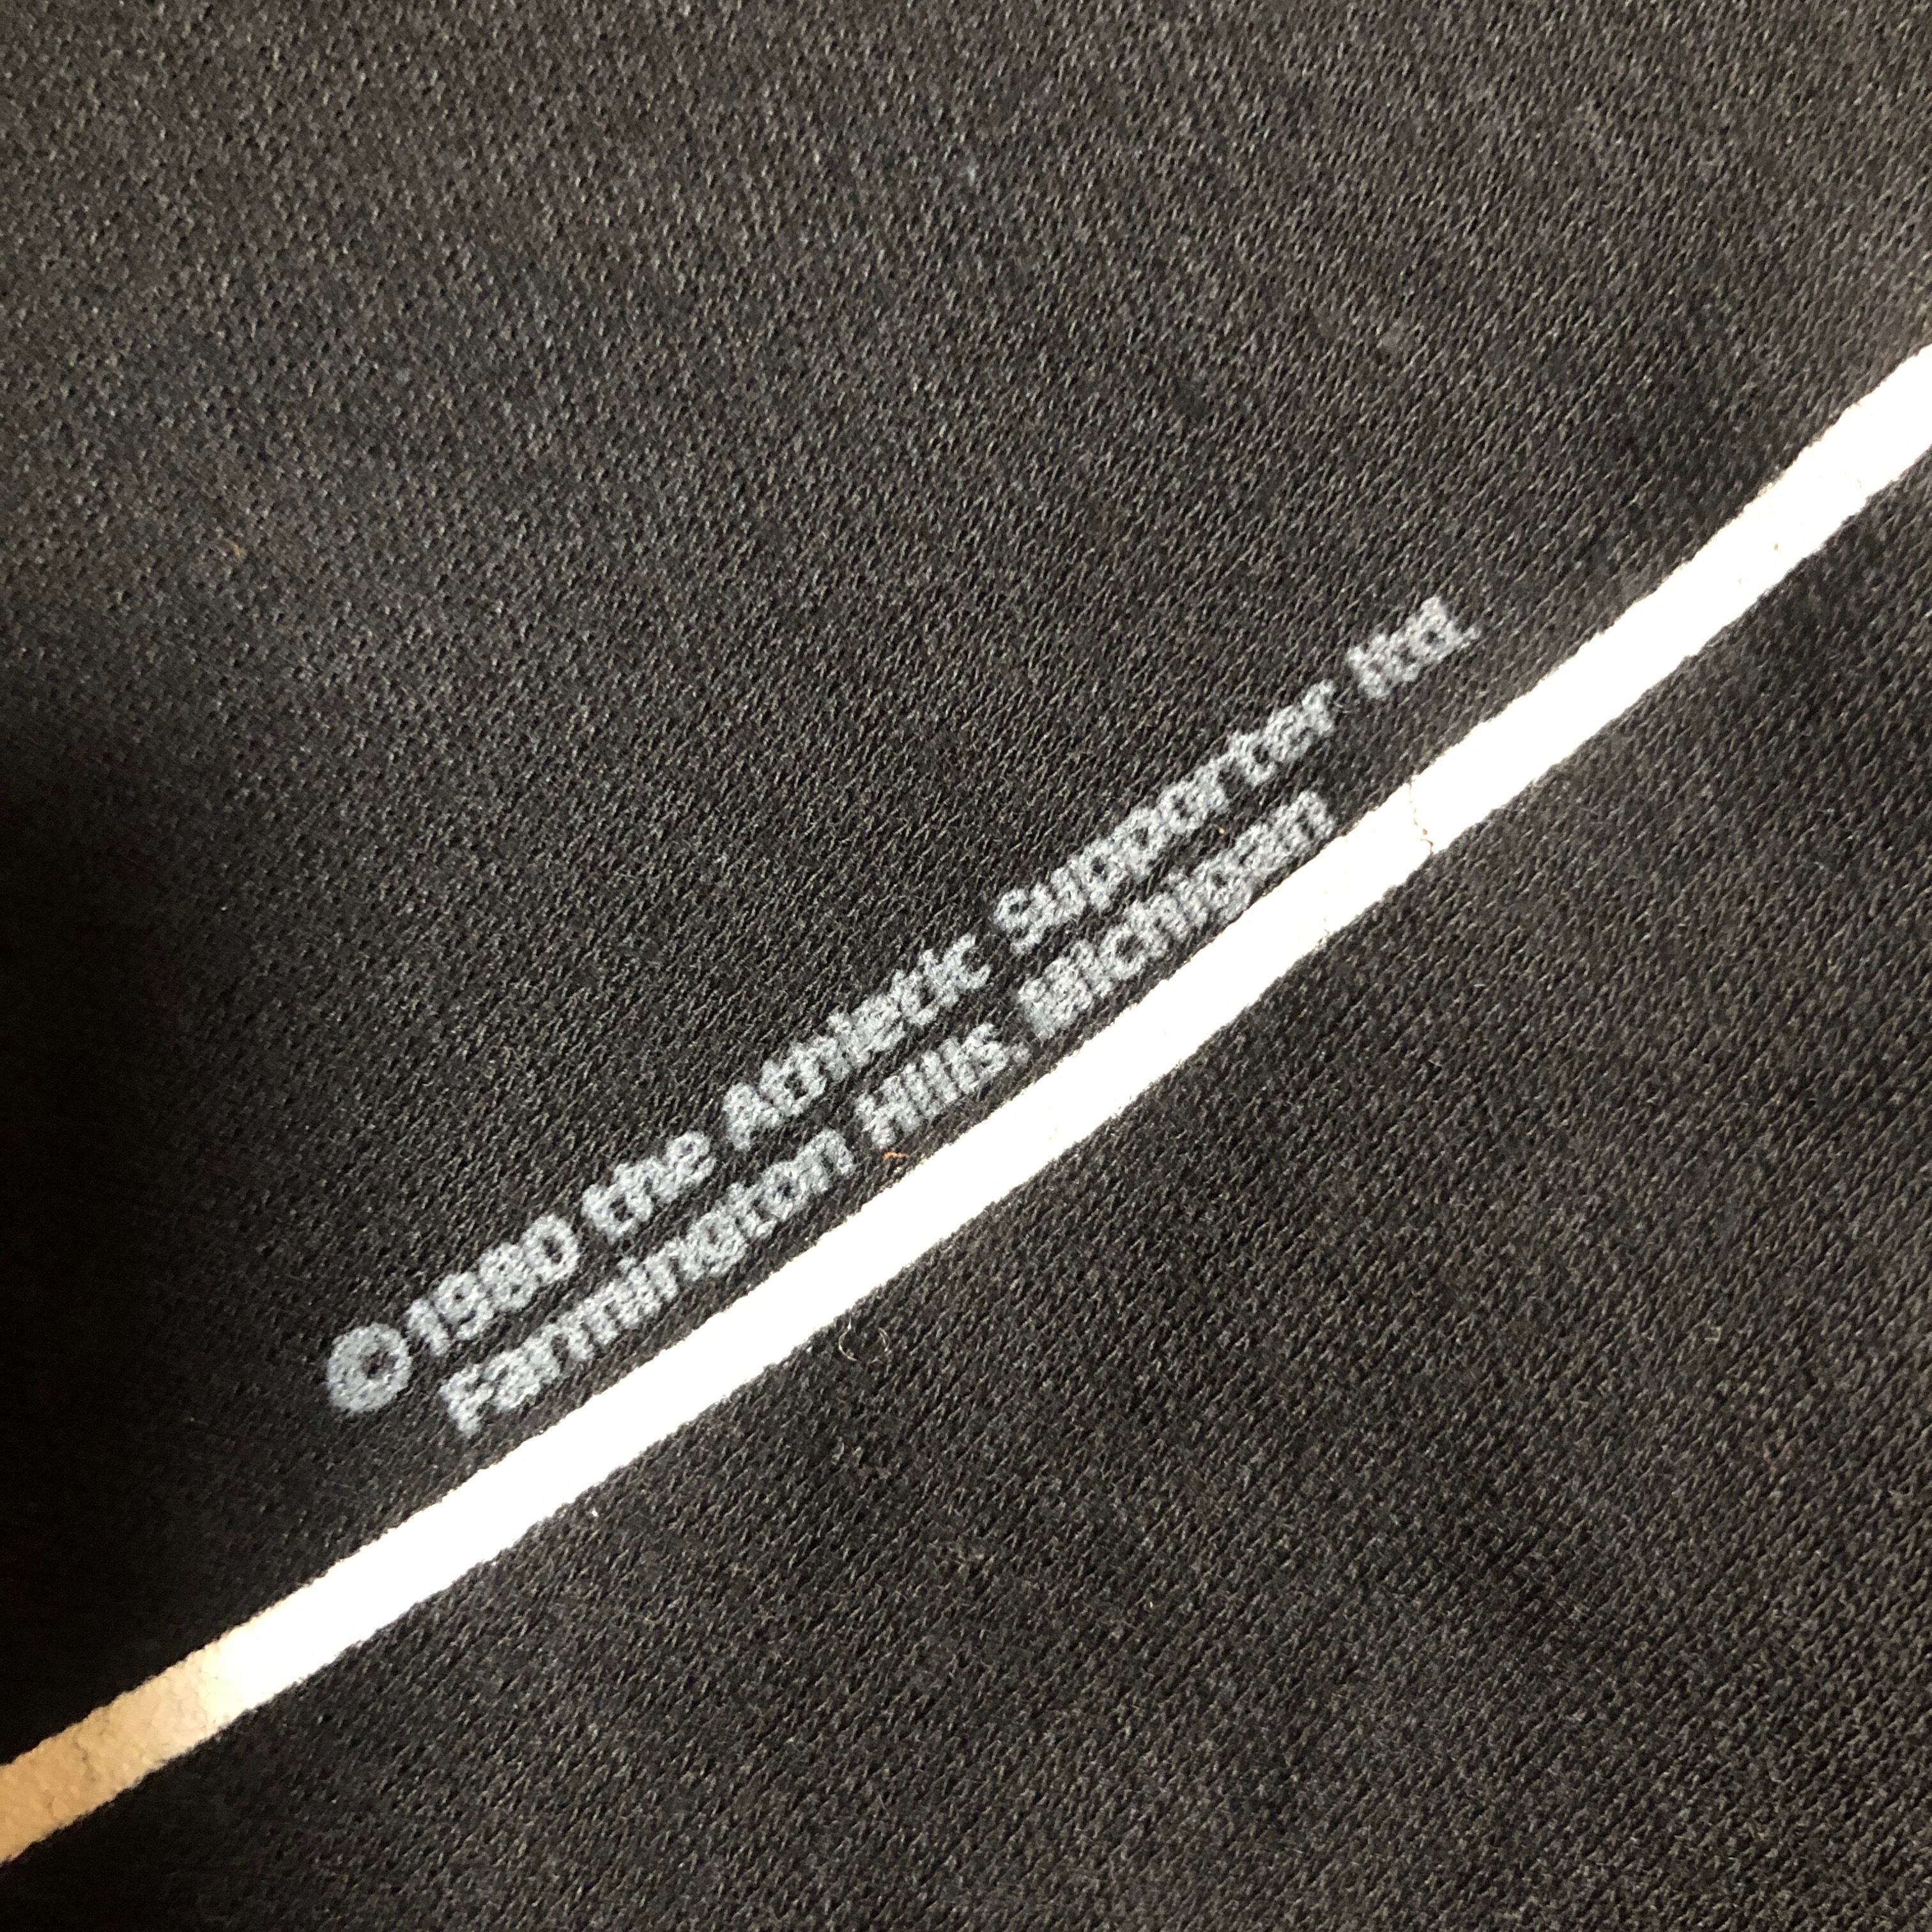 ©1980 the Athletic Supporter ltd.
Farmington Hills, Michigan